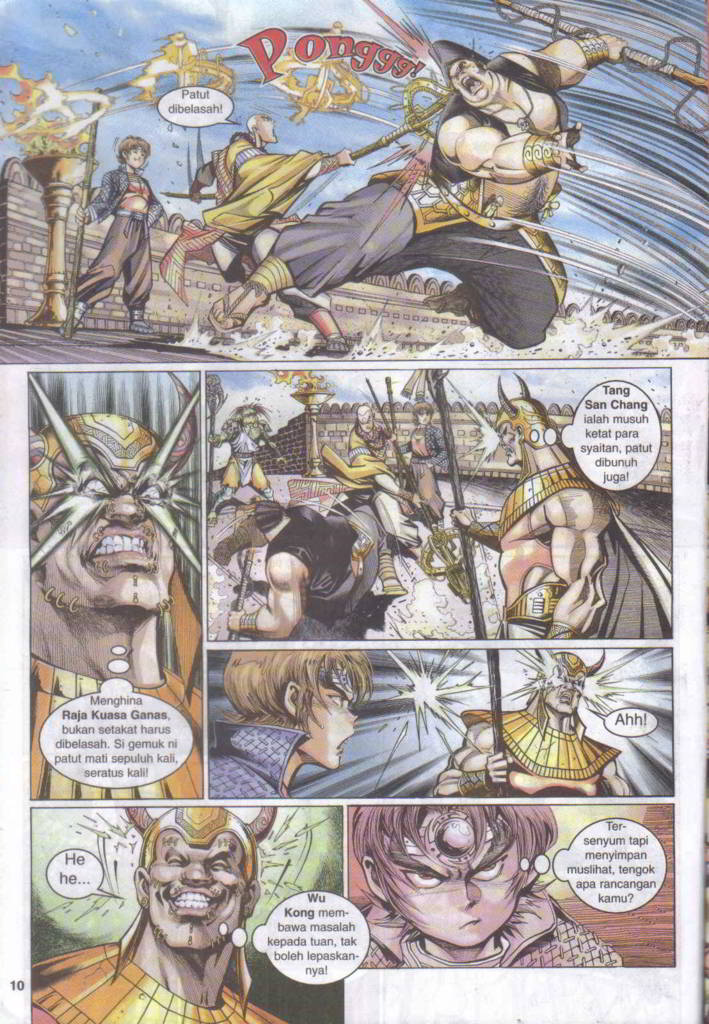 Ponggg!
Patut
dibelasah!
Tang
San Chang
ialah musuh
ketat para
syaitan, patut
dibunuh
juga!
Menghina
Raja Kuasa Ganas,
bukan setakat harus
dibelasah. Si gemuk ni
patut mati sepuluh kali,
seratus kali!
Ahh!
He
he...
Wu
Kong mem-
bawa masalah
kepada tuan, tak
boleh lepaskan-
nya!
Ter-
senyum tapi
menyimpan
muslihat, tengok
apa rancangan
kamu?
10